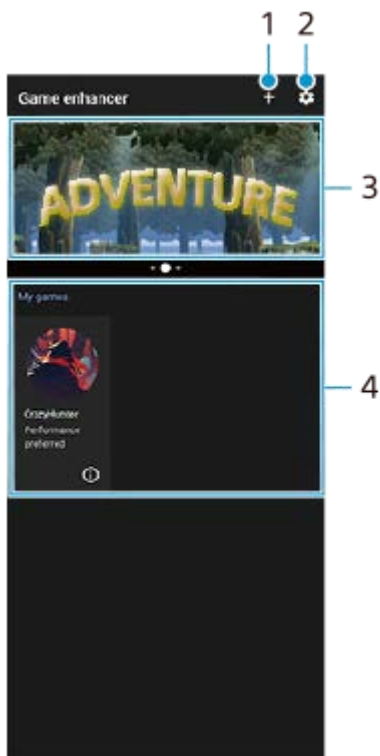 1 2
Game enhancer
ADVENTURE
3
My games
4
CrazyHunter
Performance
preferred